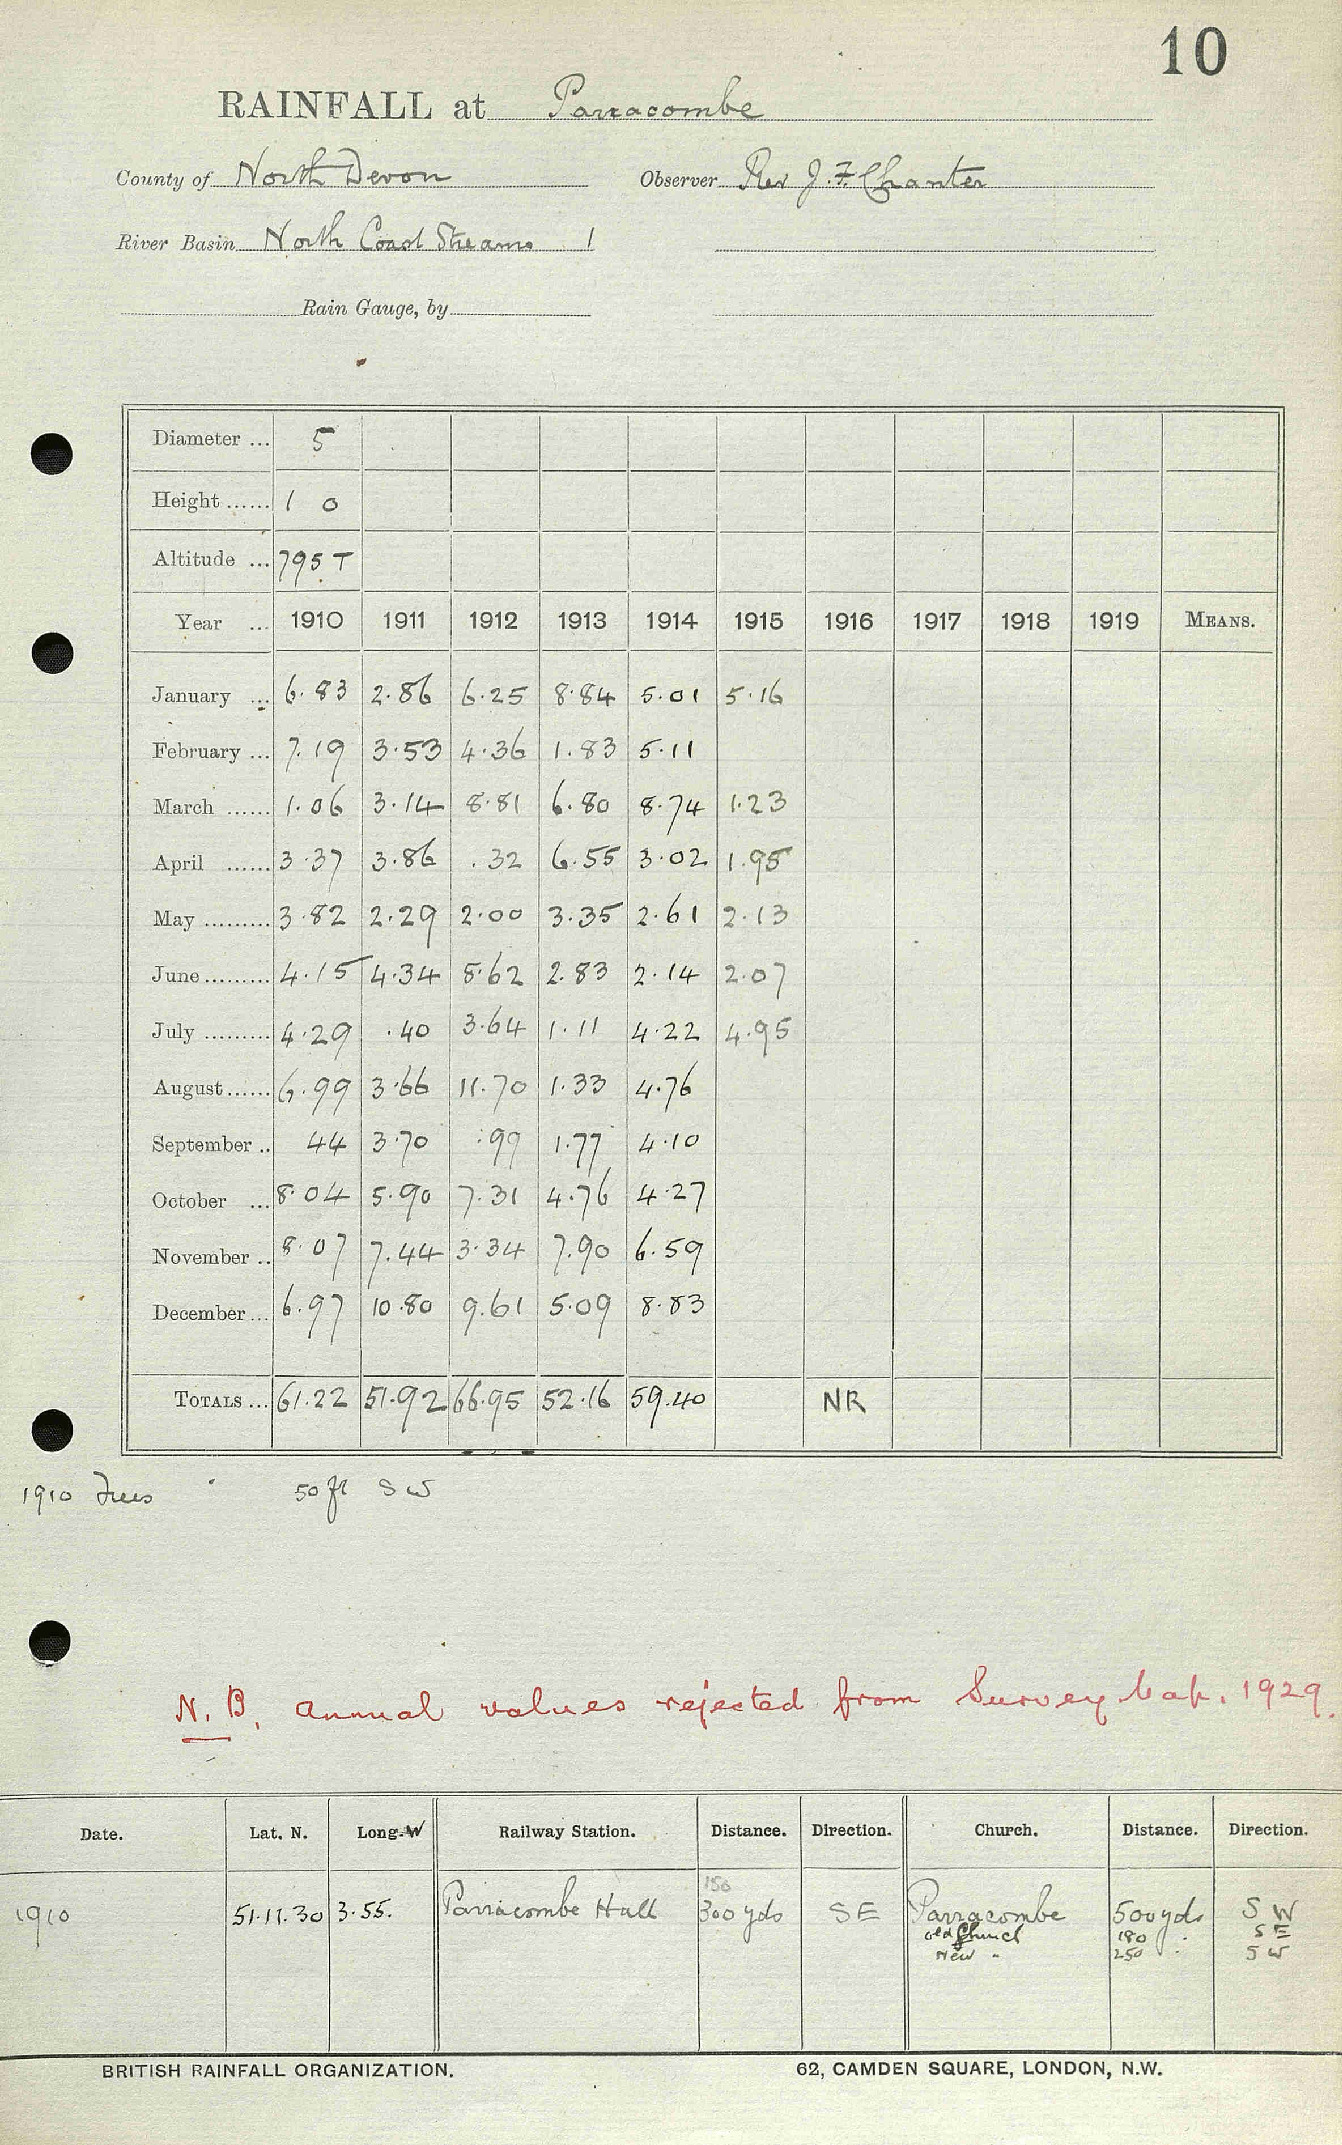 10
RAINFALL at Parracombe
County of North Devon Observer Rev J. F. Chanter
River Basin North Coast Streams 1
Rain Gauge, by
Diameter ... 5
Height ...... 1 0
Altitude ... 795 T
Year ... 1910 1911 1912 1913 1914 1915 1916 1917 1918 1919 MEANS.
January ... 6.83 2.86 6.25 8.84 5.01 5.16
February ... 7.19 3.53 4.36 1.83 5.11
March ...... 1.06 3.14 8.81 6.80 8.74 1.23
April ...... 3.37 3.86 .32 6.55 3.02 1.95
May ......... 3.82 2.29 2.00 3.35 2.61 2.13
June ......... 4.15 4.34 8.62 2.83 2.14 2.07
July ......... 4.29 .40 3.64 1.11 4.22 4.95
August ...... 6.99 3.66 11.70 1.33 4.76
September .. 44 3.70 .99 1.77 4.10
October ... 8.04 5.90 7.31 4.76 4.27
November .. 8.07 7.44 3.34 7.90 6.59
December ... 6.97 10.80 9.61 5.09 8.83
TOTALS ... 61.22 51.92 66.95 52.16 59.40 NR
1910 Trees 50 ft SW
N.B. Annual values rejected from Survey Map. 1929.
Date. Lat. N. Long. W Railway Station. Distance. Direction. Church. Distance. Direction.
150
1910 51.11.30 3.55. Parracombe Halt 300 yds SE Parracombe 500 yds SW
old Church 180 " SE
New " 250 " SW
BRITISH RAINFALL ORGANIZATION. 62, CAMDEN SQUARE, LONDON, N.W.